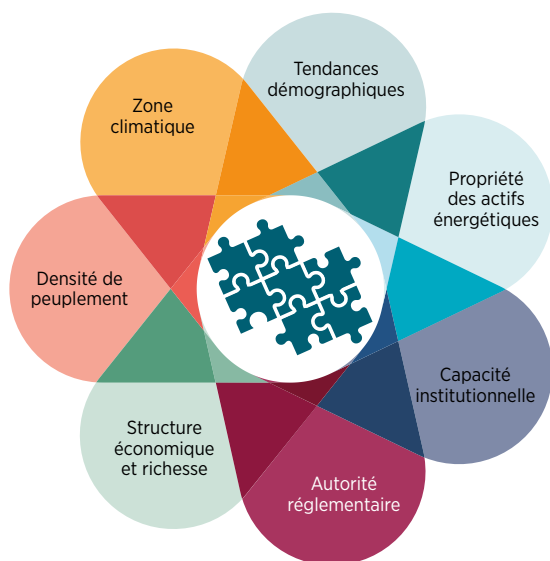 Tendances
démographiques
Propriété
des actifs
énergétiques
Capacité
institutionnelle
Autorité
réglementaire
Structure
économique
et richesse
Densité de
peuplement
Zone
climatique